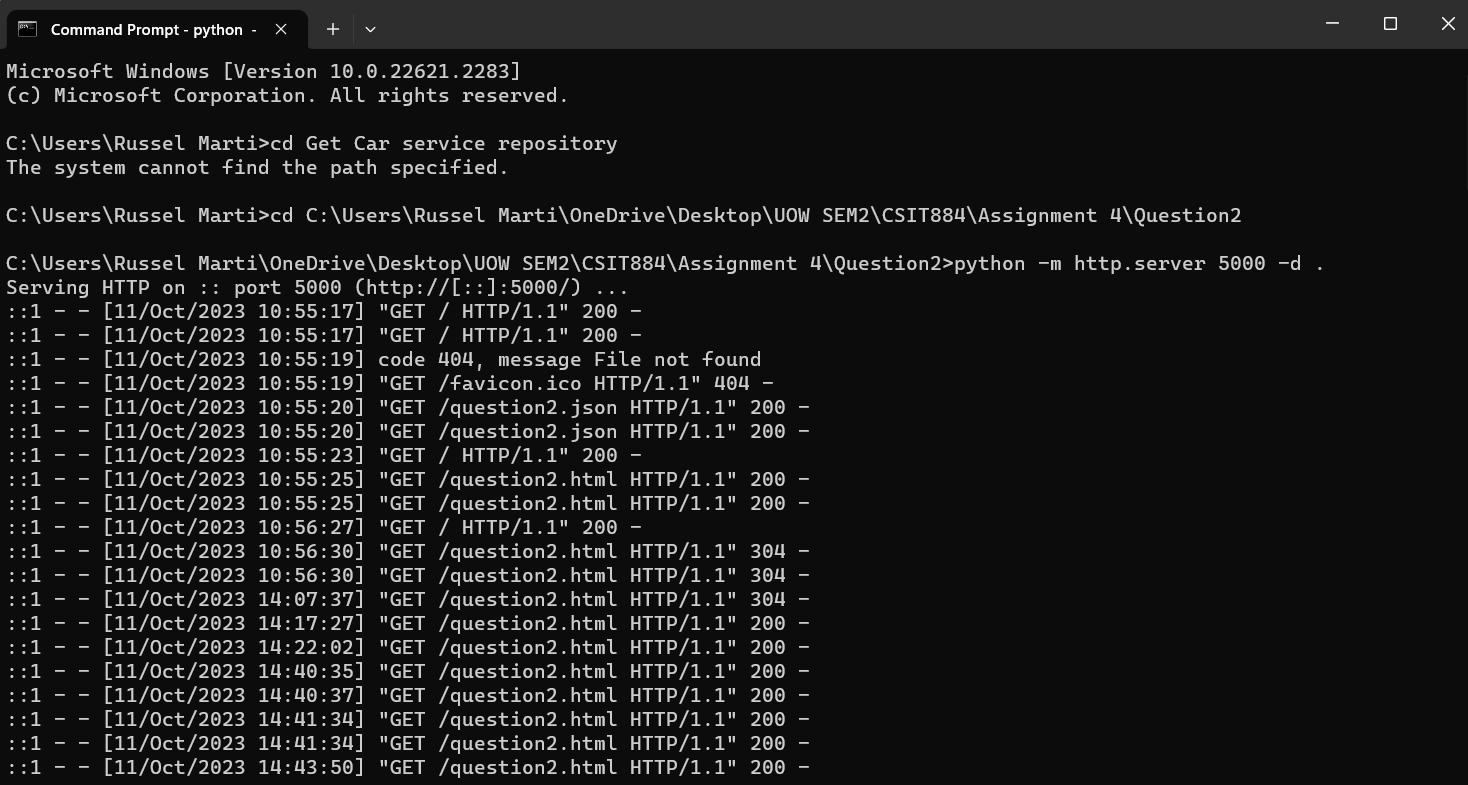 Command Prompt - python -
Microsoft Windows [Version 10.0.22621.2283]
(c) Microsoft Corporation. All rights reserved.
C:\Users\Russel Marti>cd Get Car service repository
The system cannot find the path specified.
C:\Users\Russel Marti>cd C:\Users\Russel Marti\OneDrive\Desktop\UOW SEM2\CSIT884\Assignment 4\Question2
C:\Users\Russel Marti\OneDrive\Desktop\UOW SEM2\CSIT884\Assignment 4\Question2>python -m http.server 5000 -d .
Serving HTTP on :: port 5000 (http://[::]:5000/) ...
::1 - - [11/Oct/2023 10:55:17] "GET / HTTP/1.1" 200 -
::1 - - [11/Oct/2023 10:55:17] "GET / HTTP/1.1" 200 -
::1 - - [11/Oct/2023 10:55:19] code 404, message File not found
::1 - - [11/Oct/2023 10:55:19] "GET /favicon.ico HTTP/1.1" 404 -
::1 - - [11/Oct/2023 10:55:20] "GET /question2.json HTTP/1.1" 200 -
::1 - - [11/Oct/2023 10:55:20] "GET /question2.json HTTP/1.1" 200 -
::1 - - [11/Oct/2023 10:55:23] "GET / HTTP/1.1" 200 -
::1 - - [11/Oct/2023 10:55:25] "GET /question2.html HTTP/1.1" 200 -
::1 - - [11/Oct/2023 10:55:25] "GET /question2.html HTTP/1.1" 200 -
::1 - - [11/Oct/2023 10:56:27] "GET / HTTP/1.1" 200 -
::1 - - [11/Oct/2023 10:56:30] "GET /question2.html HTTP/1.1" 304 -
::1 - - [11/Oct/2023 10:56:30] "GET /question2.html HTTP/1.1" 304 -
::1 - - [11/Oct/2023 14:07:37] "GET /question2.html HTTP/1.1" 304 -
::1 - - [11/Oct/2023 14:17:27] "GET /question2.html HTTP/1.1" 200 -
::1 - - [11/Oct/2023 14:22:02] "GET /question2.html HTTP/1.1" 200 -
::1 - - [11/Oct/2023 14:40:35] "GET /question2.html HTTP/1.1" 200 -
::1 - - [11/Oct/2023 14:40:37] "GET /question2.html HTTP/1.1" 200 -
::1 - - [11/Oct/2023 14:41:34] "GET /question2.html HTTP/1.1" 200 -
::1 - - [11/Oct/2023 14:41:34] "GET /question2.html HTTP/1.1" 200 -
::1 - - [11/Oct/2023 14:43:50] "GET /question2.html HTTP/1.1" 200 -